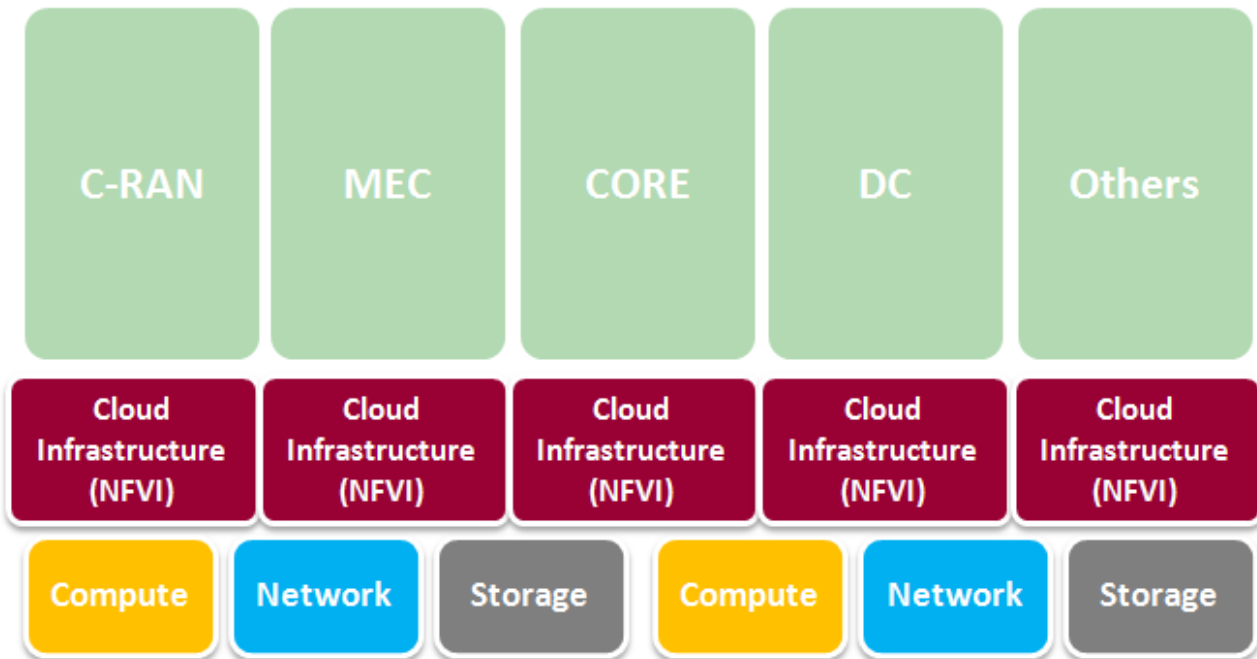 C-RAN
MEC
CORE
DC
Others
Cloud
Infrastructure
(NFVI)
Cloud
Infrastructure
(NFVI)
Cloud
Infrastructure
(NFVI)
Cloud
Infrastructure
(NFVI)
Cloud
Infrastructure
(NFVI)
Compute
Network
Storage
Compute
Network
Storage